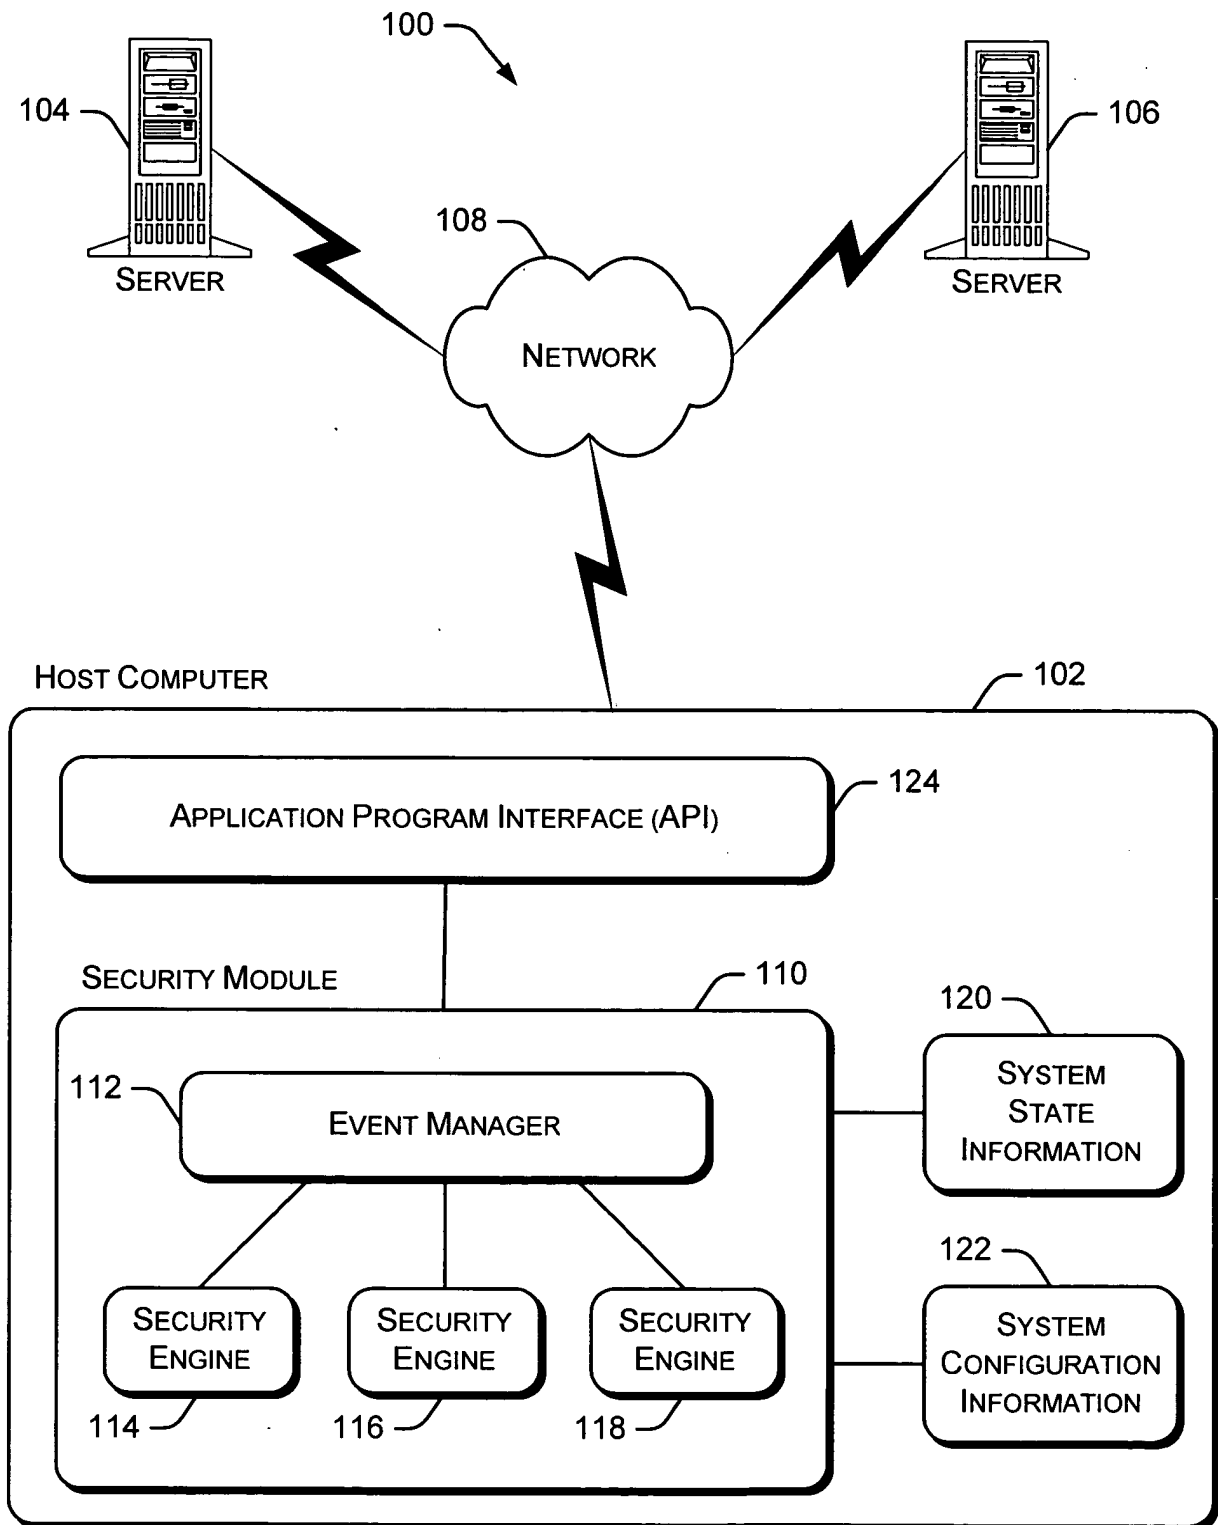 100
104
106
108
SERVER
SERVER
NETWORK
HOST COMPUTER
102
124
APPLICATION PROGRAM INTERFACE (API)
SECURITY MODULE
110
120
112
EVENT MANAGER
SYSTEM
STATE
INFORMATION
122
SECURITY
ENGINE
SECURITY
ENGINE
SECURITY
ENGINE
SYSTEM
CONFIGURATION
INFORMATION
114
116
118